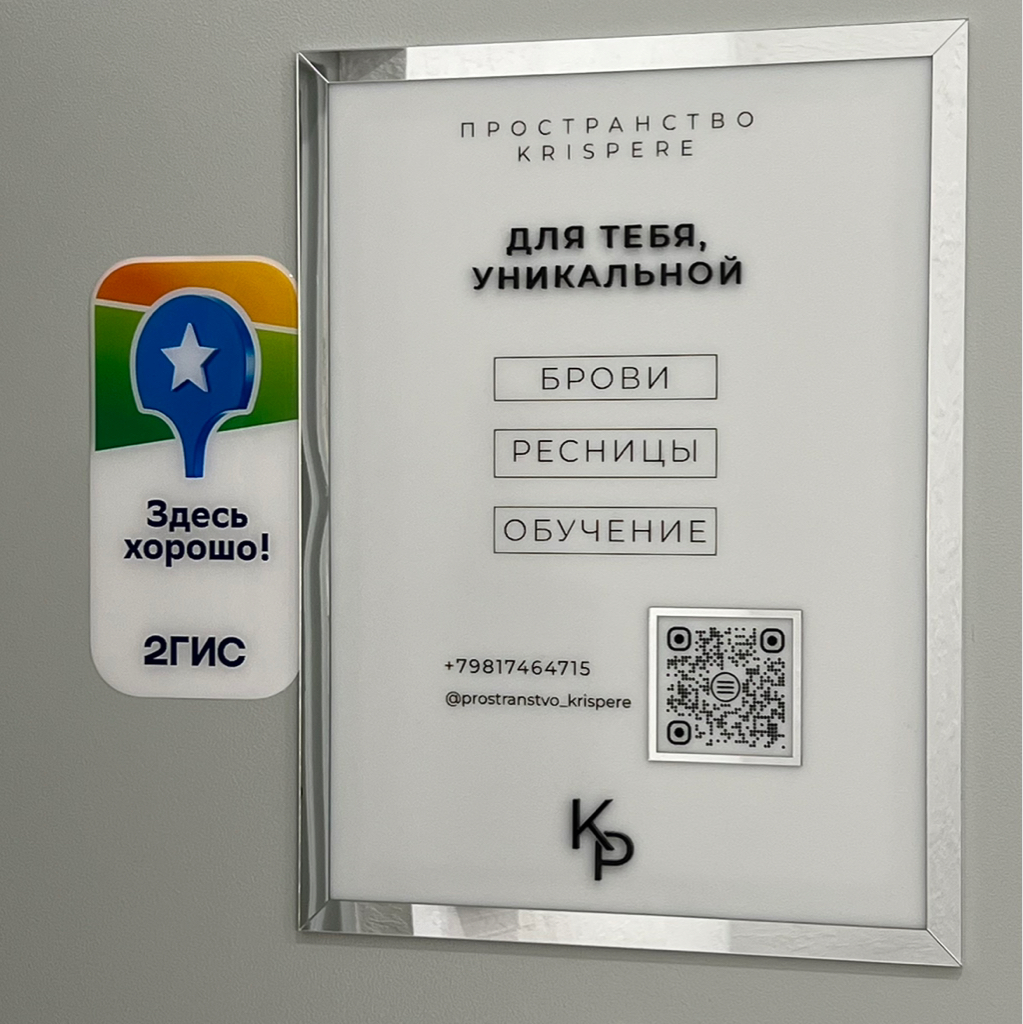 ПРОСТРАНСТВО
KRISPERE
ДЛЯ ТЕБЯ,
УНИКАЛЬНОЙ
БРОВИ
РЕСНИЦЫ
ОБУЧЕНИЕ
+79817464715
@prostranstvo_krispere
KP
Здесь
хорошо!
2ГИС